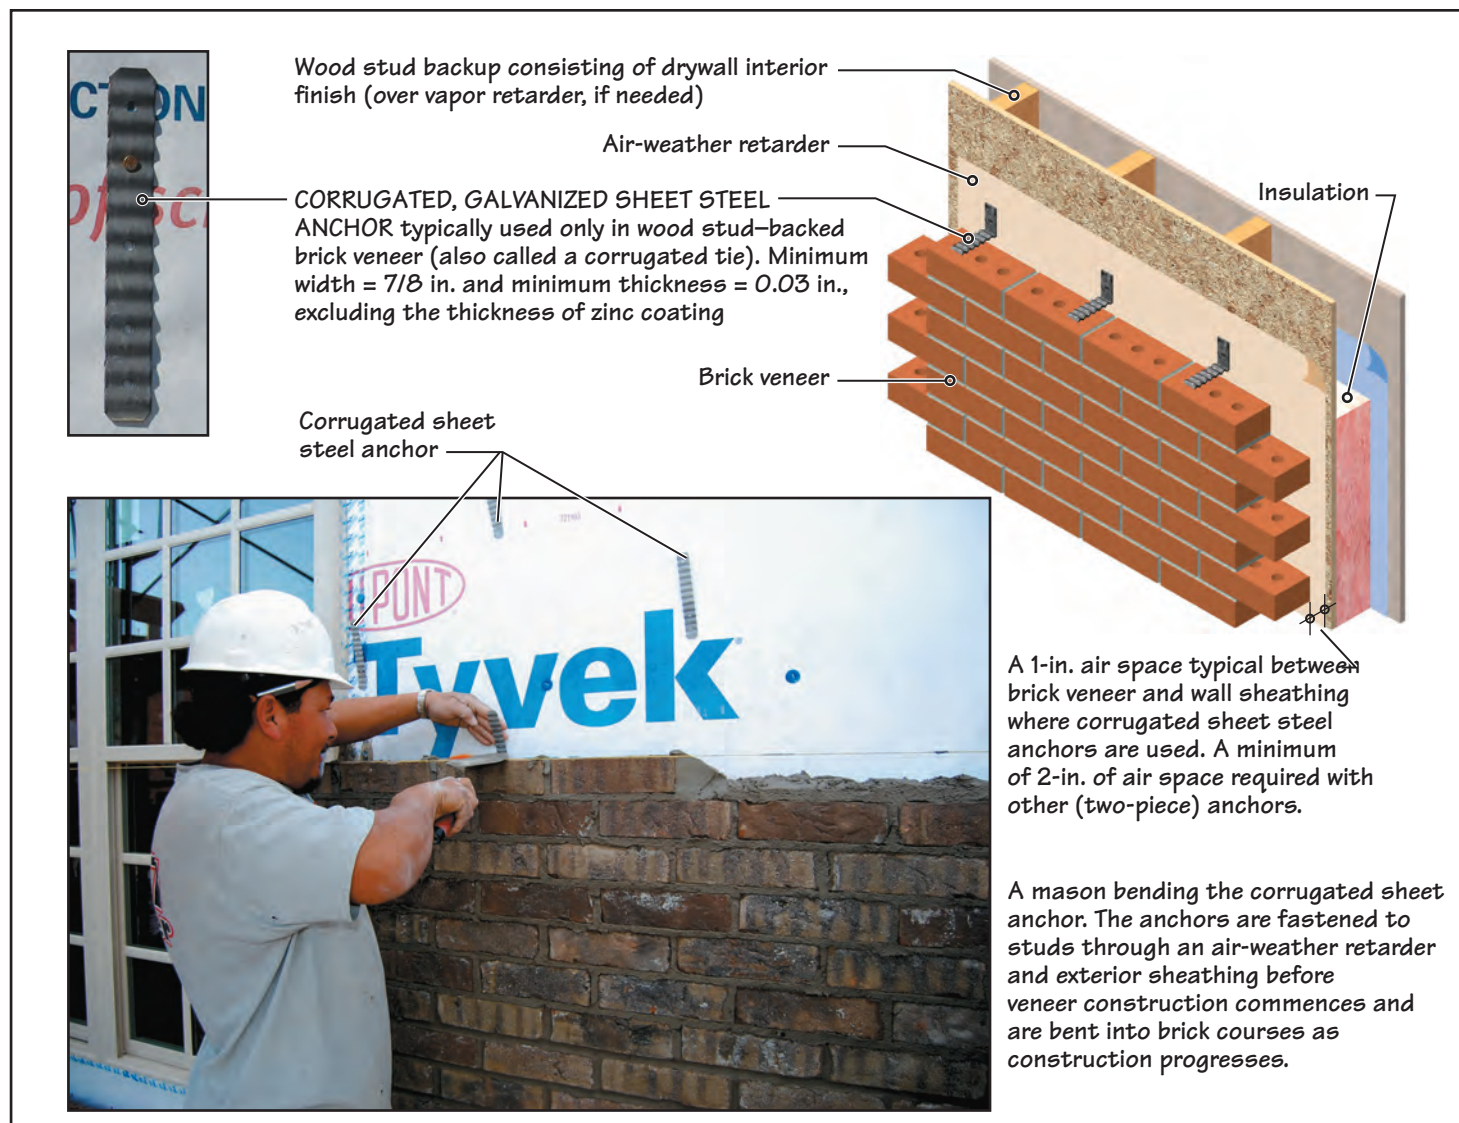 CTION
of sc
Wood stud backup consisting of drywall interior
finish (over vapor retarder, if needed)
Air-weather retarder
CORRUGATED, GALVANIZED SHEET STEEL
ANCHOR typically used only in wood stud–backed
brick veneer (also called a corrugated tie). Minimum
width = 7/8 in. and minimum thickness = 0.03 in.,
excluding the thickness of zinc coating
Insulation
Brick veneer
Corrugated sheet
steel anchor
PONT
Tyvek®
A 1-in. air space typical between
brick veneer and wall sheathing
where corrugated sheet steel
anchors are used. A minimum
of 2-in. of air space required with
other (two-piece) anchors.
A mason bending the corrugated sheet
anchor. The anchors are fastened to
studs through an air-weather retarder
and exterior sheathing before
veneer construction commences and
are bent into brick courses as
construction progresses.